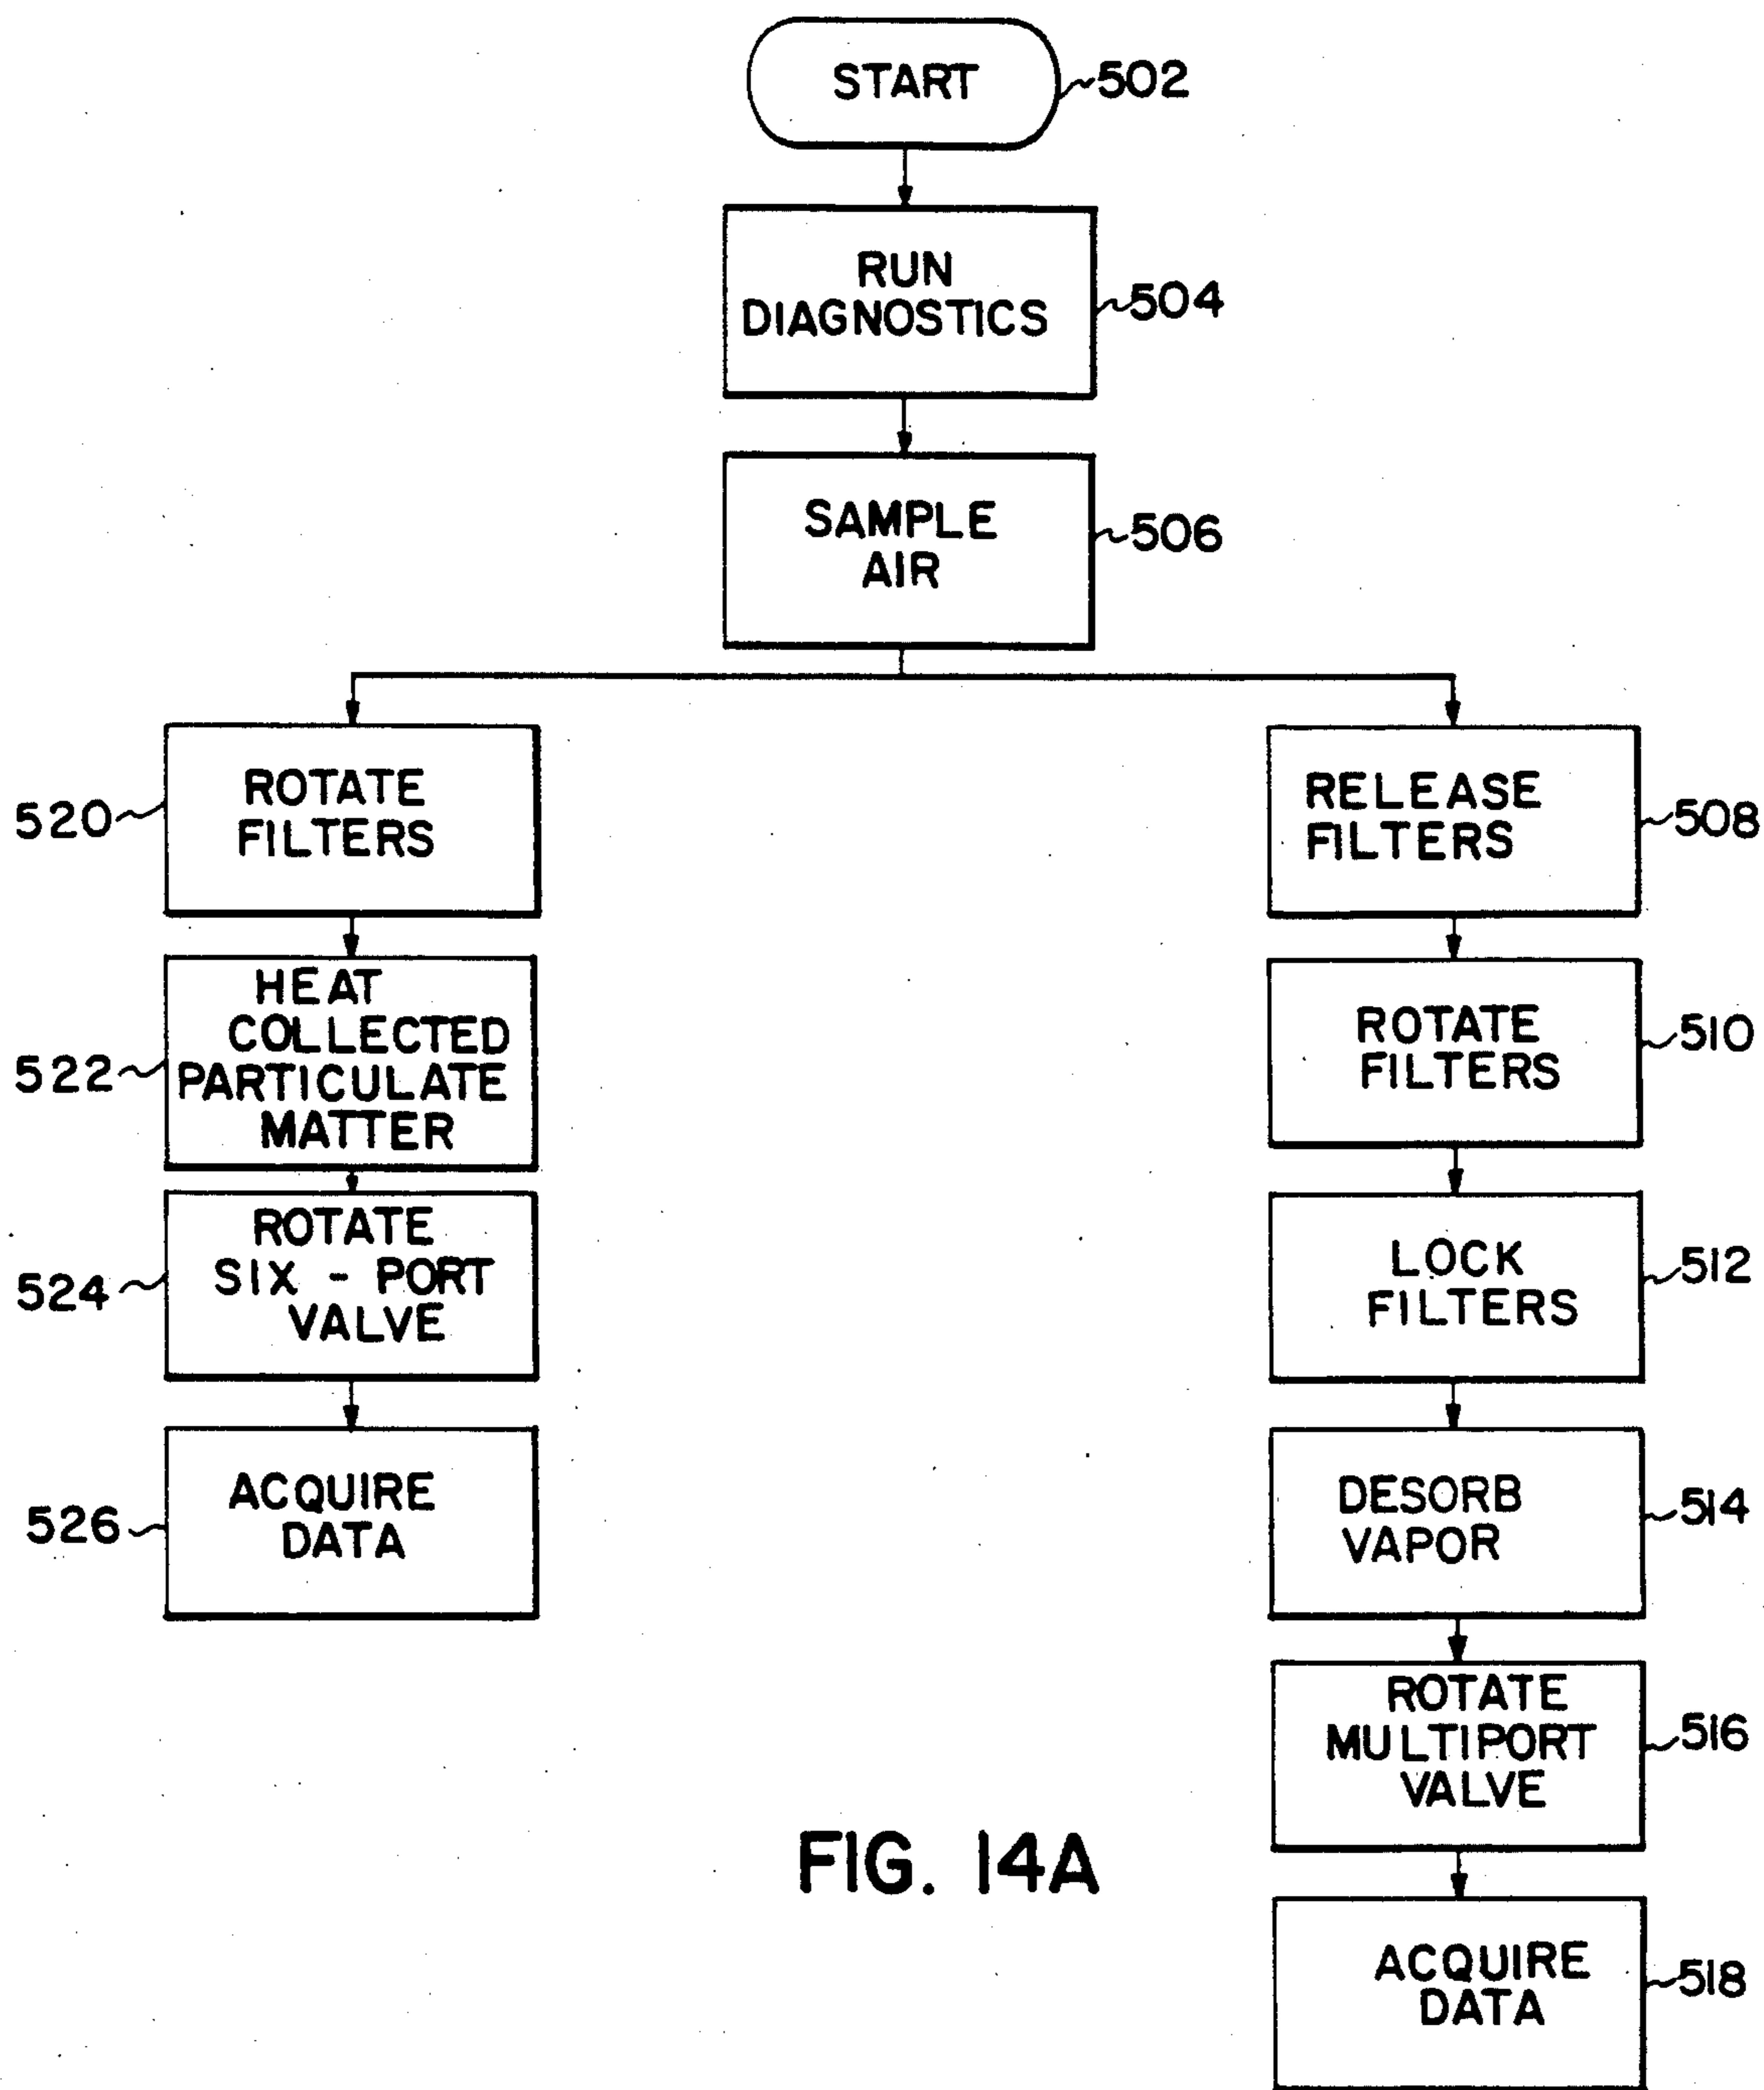 START
502
RUN
DIAGNOSTICS
504
SAMPLE
AIR
506
ROTATE
FILTERS
520
HEAT
COLLECTED
PARTICULATE
MATTER
522
ROTATE
SIX - PORT
VALVE
524
ACQUIRE
DATA
526
RELEASE
FILTERS
508
ROTATE
FILTERS
510
LOCK
FILTERS
512
DESORB
VAPOR
514
ROTATE
MULTIPORT
VALVE
516
ACQUIRE
DATA
518
FIG. 14A